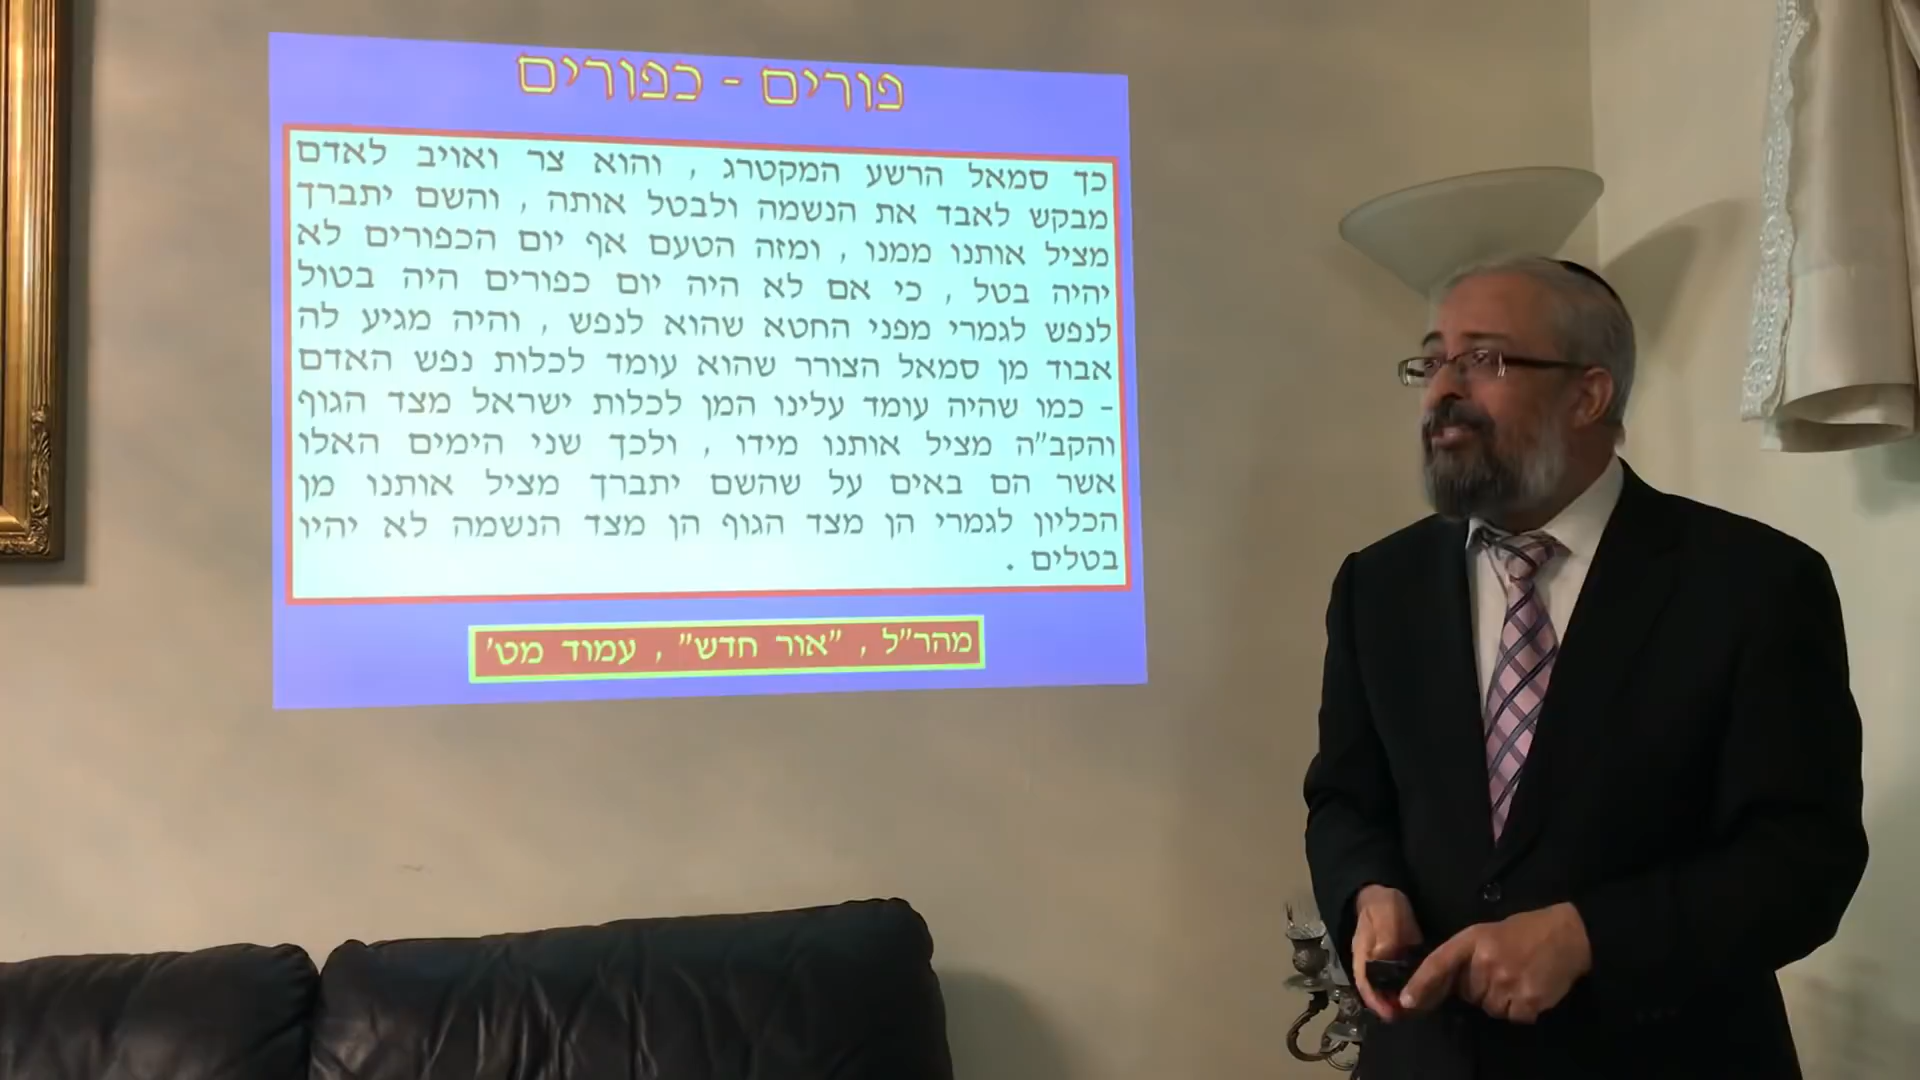 פורים - כפורים
כך סמאל הרשע המקטרג , והוא צר ואויב לאדם
מבקש לאבד את הנשמה ולבטל אותה , והשם יתברך
מציל אותנו ממנו , ומזה הטעם אף יום הכפורים לא
יהיה בטל , כי אם לא היה יום כפורים היה בטול
לנפש לגמרי מפני החטא שהוא לנפש , והיה מגיע לה
אבוד מן סמאל הצורר שהוא עומד לכלות נפש האדם
- כמו שהיה עומד עלינו המן לכלות ישראל מצד הגוף
והקב"ה מציל אותנו מידו , ולכך שני הימים האלו
אשר הם באים על שהשם יתברך מציל אותנו מן
הכליון לגמרי הן מצד הגוף הן מצד הנשמה לא יהיו
בטלים .
מהר"ל , "אור חדש" , עמוד מט'